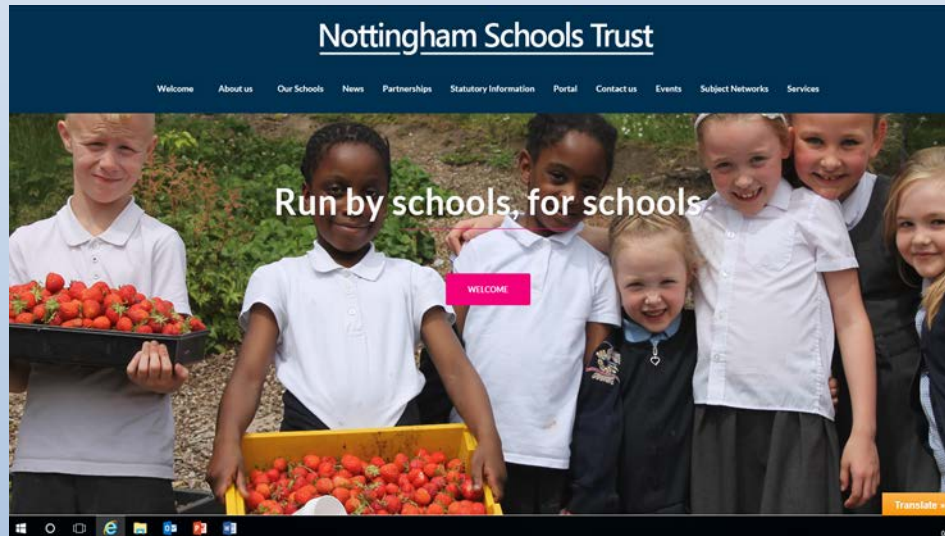 Nottingham Schools Trust
Welcome About us Our Schools News Partnerships Statutory Information Portal Contact us Events Subject Networks Services
Run by schools, for schools
WELCOME
Translate »